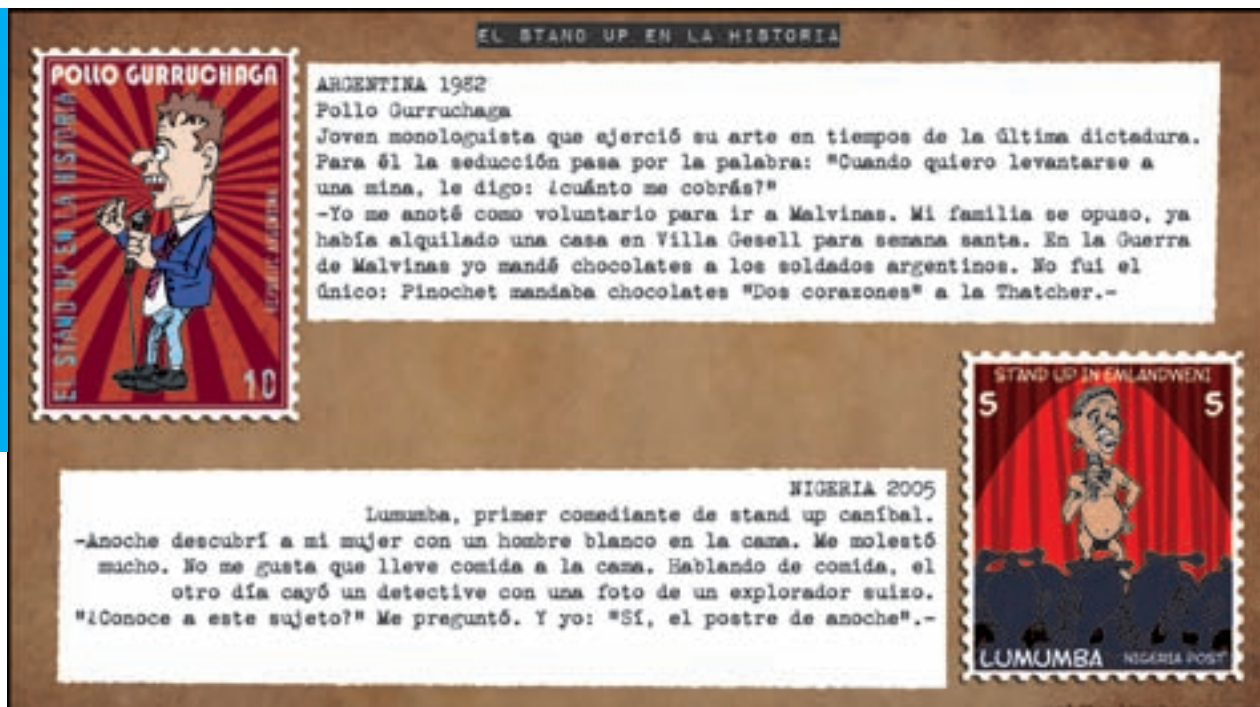 EL STAND UP EN LA HISTORIA
POLLO GURRUCHAGA
EL STAND UP EN LA HISTORIA
REPUBLICA ARGENTINA
10
ARGENTINA 1982
Pollo Gurruchaga
Joven monologuista que ejerció su arte en tiempos de la última dictadura.
Para él la seducción pasa por la palabra: "Cuando quiero levantarse a
una mina, le digo: ¿cuánto me cobrás?"
-Yo me anoté como voluntario para ir a Malvinas. Mi familia se opuso, ya
había alquilado una casa en Villa Gesell para semana santa. En la Guerra
de Malvinas yo mandé chocolates a los soldados argentinos. No fui el
único: Pinochet mandaba chocolates "Dos corazones" a la Thatcher.-
STAND UP IN EMLANDWENI
5 5
LUMUMBA NIGERIA POST
NIGERIA 2005
Lumumba, primer comediante de stand up caníbal.
-Anoche descubrí a mi mujer con un hombre blanco en la cama. Me molestó
mucho. No me gusta que lleve comida a la cama. Hablando de comida, el
otro día cayó un detective con una foto de un explorador suizo.
"¿Conoce a este sujeto?" Me preguntó. Y yo: "Sí, el postre de anoche".-